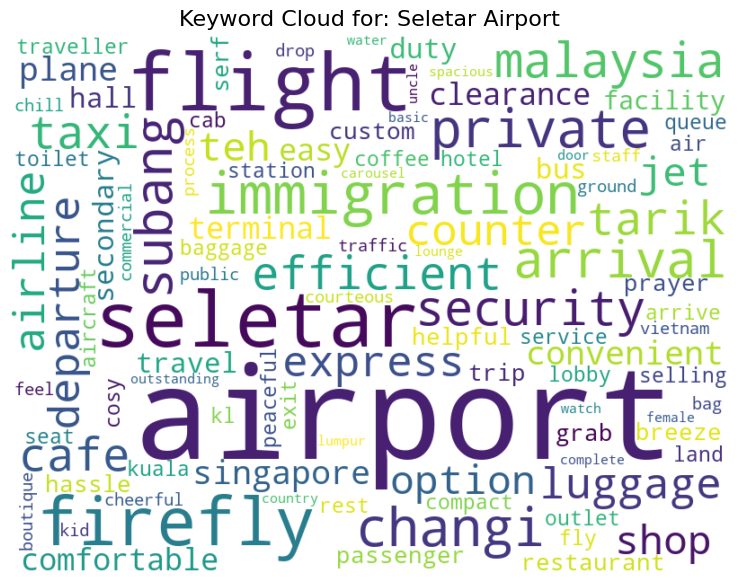 Keyword Cloud for: Seletar Airport
traveller
drop
water
duty
malaysia
plane
hall
flight
serf
spacious
uncle
clearance
facility
chill
cab
basic
custom
private
queue
taxi
subang
process
teh
easy
coffee
hotel
door
staff
air
toilet
station
carousel
bus
ground
jet
airline
departure
secondary
commercial
immigration
terminal
counter
tarik
baggage
traffic
lounge
arrival
public
efficient
prayer
aircraft
seletar
courteous
security
arrive
helpful
service
vietnam
travel
express
convenient
feel
cosy
outstanding
peaceful
exit
trip
lobby
selling
airport
watch
female
bag
kl
seat
cafe
lumpur
grab
breeze
kuala
singapore
option
complete
land
hassle
luggage
boutique
cheerful
country
rest
compact
firefly
kid
changi
outlet
shop
fly
comfortable
passenger
restaurant